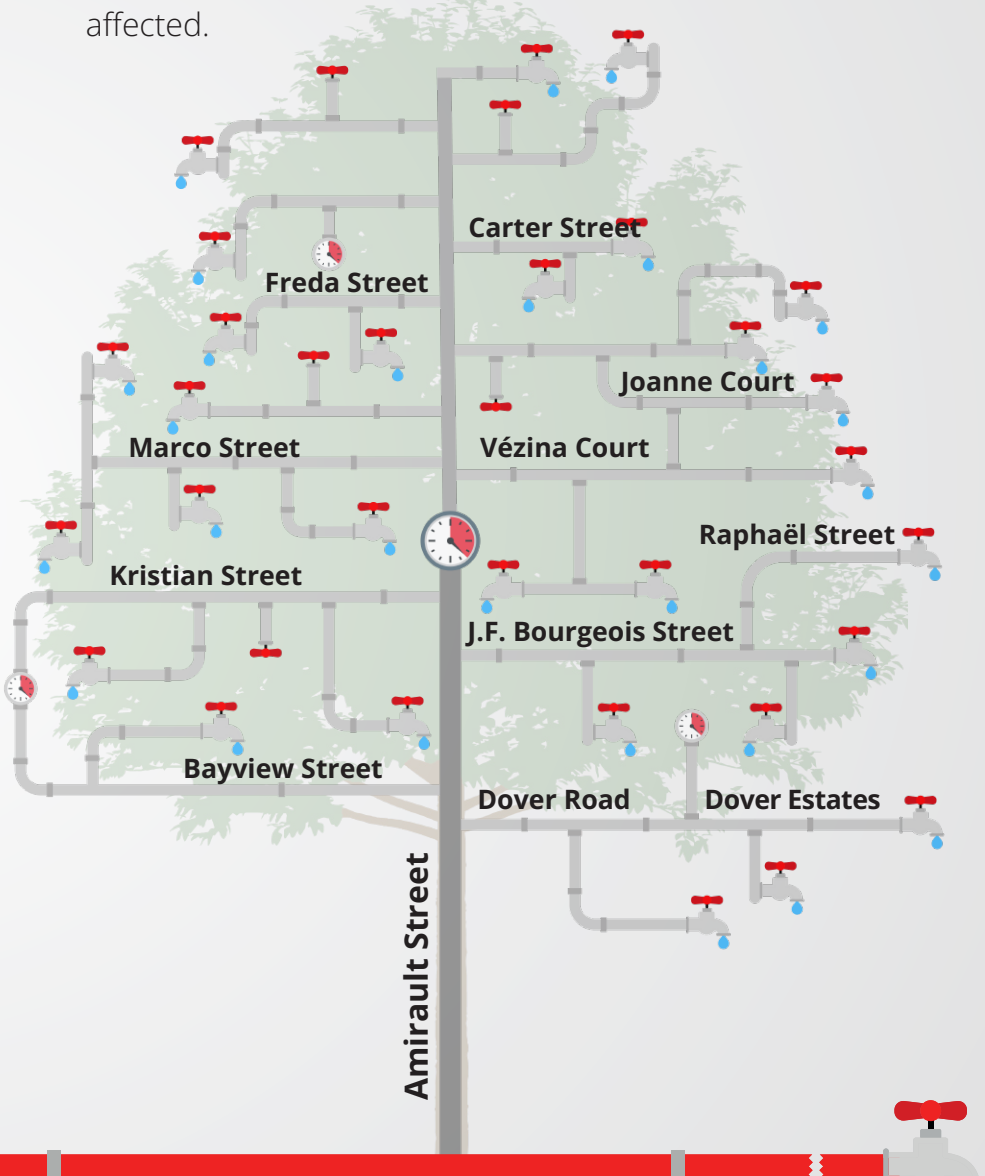 affected.
Carter Street
Freda Street
Joanne Court
Marco Street
Vézina Court
Raphaël Street
Kristian Street
J.F. Bourgeois Street
Bayview Street
Dover Road
Dover Estates
Amirault Street